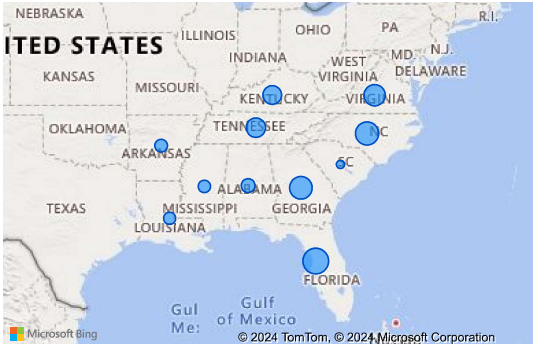 NEBRASKA
R.I.
ILLINOIS
OHIO
PA
ITED STATES
INDIANA
MD
N.J.
WEST
VIRGINIA
DELAWARE
KANSAS
MISSOURI
KENTUCKY
VIRGINIA
OKLAHOMA
TENNESSEE
NC
ARKANSAS
SC
ALABAMA
TEXAS
MISSISSIPPI
GEORGIA
LOUISIANA
FLORIDA
Gul
Me:
Gulf
of Mexico
Microsoft Bing
© 2024 TomTom, © 2024 Microsoft Corporation